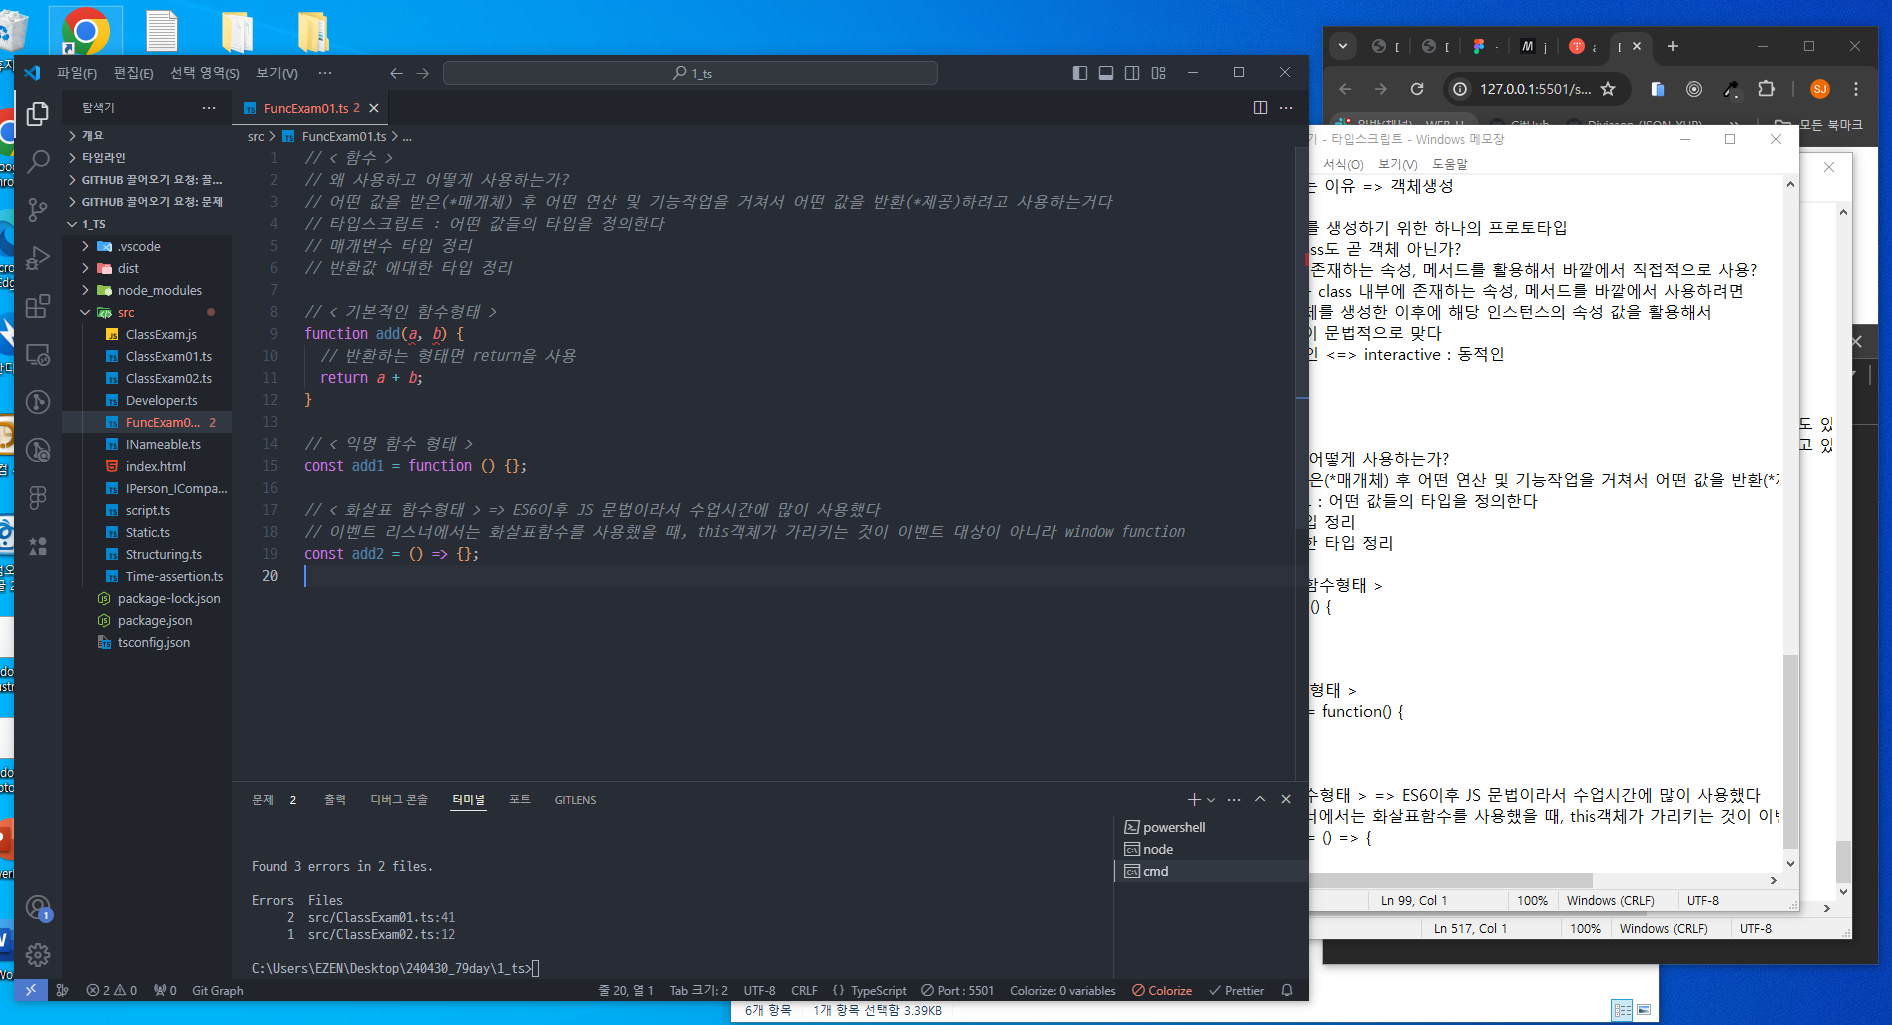 파일(F) 편집(E) 선택 영역(S) 보기(V) ··· 1_ts
탐색기 ···
개요
타임라인
GITHUB 끌어오기 요청: 끌...
GITHUB 끌어오기 요청: 문제
1_TS
.vscode
dist
node_modules
src
ClassExam.js
ClassExam01.ts
ClassExam02.ts
Developer.ts
FuncExam0... 2
INameable.ts
index.html
IPerson_ICompa...
script.ts
Static.ts
Structuring.ts
Time-assertion.ts
package-lock.json
package.json
tsconfig.json
1
FuncExam01.ts 2
src > FuncExam01.ts > ...
1 // < 함수 >
2 // 왜 사용하고 어떻게 사용하는가?
3 // 어떤 값을 받은(*매개체) 후 어떤 연산 및 기능작업을 거쳐서 어떤 값을 반환(*제공)하려고 사용하는거다
4 // 타입스크립트 : 어떤 값들의 타입을 정의한다
5 // 매개변수 타입 정리
6 // 반환값 에대한 타입 정리
7
8 // < 기본적인 함수형태 >
9 function add(a, b) {
10 // 반환하는 형태면 return을 사용
11 return a + b;
12 }
13
14 // < 익명 함수 형태 >
15 const add1 = function () {};
16
17 // < 화살표 함수형태 > => ES6이후 JS 문법이라서 수업시간에 많이 사용했다
18 // 이벤트 리스너에서는 화살표함수를 사용했을 때, this객체가 가리키는 것이 이벤트 대상이 아니라 window function
19 const add2 = () => {};
20
문제 2 출력 디버그 콘솔 터미널 포트 GITLENS
Found 3 errors in 2 files.
Errors Files
2 src/ClassExam01.ts:41
1 src/ClassExam02.ts:12
C:\Users\EZEN\Desktop\240430_79day\1_ts>
powershell
node
cmd
2 0 0 Git Graph 줄 20, 열 1 Tab 크기: 2 UTF-8 CRLF {} TypeScript Port : 5501 Colorize: 0 variables Colorize Prettier
127.0.0.1:5501/s...
SJ
GitHub
모든 북마크
기 - 타입스크립트 - Windows 메모장
서식(O) 보기(V) 도움말
는 이유 => 객체생성
를 생성하기 위한 하나의 프로토타입
ss도 곧 객체 아닌가?
존재하는 속성, 메서드를 활용해서 바깥에서 직접적으로 사용?
class 내부에 존재하는 속성, 메서드를 바깥에서 사용하려면
체를 생성한 이후에 해당 인스턴스의 속성 값을 활용해서
이 문법적으로 맞다
인 <=> interactive : 동적인
어떻게 사용하는가?
은(*매개체) 후 어떤 연산 및 기능작업을 거쳐서 어떤 값을 반환(*
: 어떤 값들의 타입을 정의한다
입 정리
한 타입 정리
함수형태 >
() {
형태 >
= function() {
수형태 > => ES6이후 JS 문법이라서 수업시간에 많이 사용했다
너에서는 화살표함수를 사용했을 때, this객체가 가리키는 것이 이벤
= () => {
도 있
고 있
Ln 99, Col 1 100% Windows (CRLF) UTF-8
Ln 517, Col 1 100% Windows (CRLF) UTF-8
6개 항목 1개 항목 선택함 3.39KB